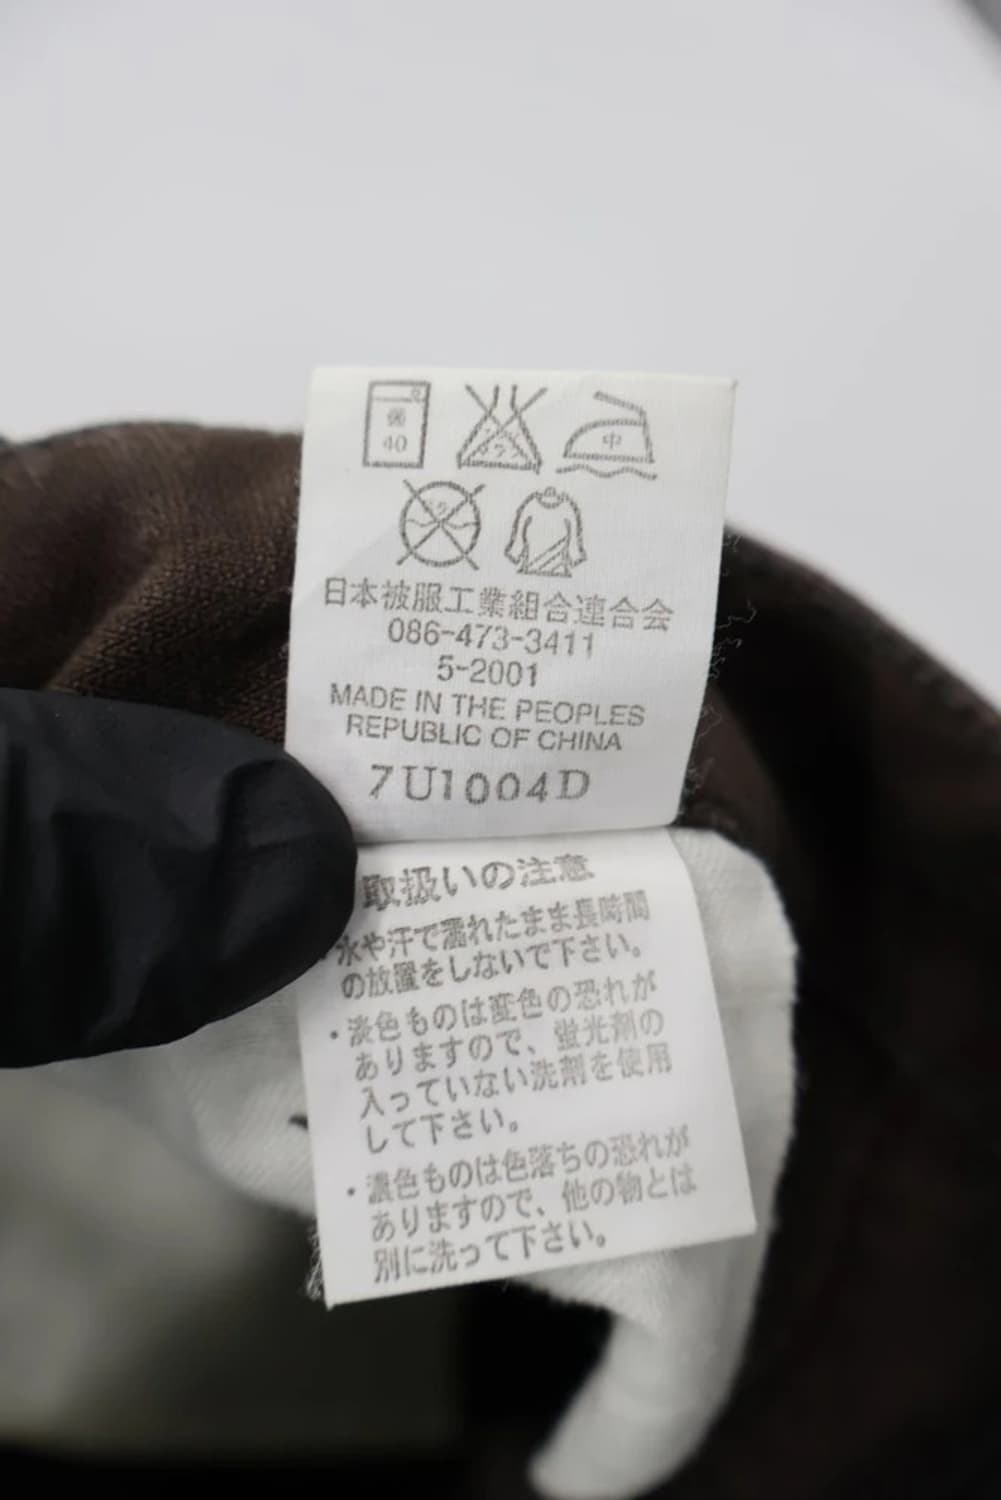 40
中
日本被服工業組合連合会
086-473-3411
5-2001
MADE IN THE PEOPLES
REPUBLIC OF CHINA
7U1004D
取扱いの注意
水や汗で濡れたまま長時間
の放置をしないで下さい。
・淡色ものは変色の恐れが
ありますので、蛍光剤の
入っていない洗剤を使用
して下さい。
・濃色ものは色落ちの恐れが
ありますので、他の物とは
別に洗って下さい。